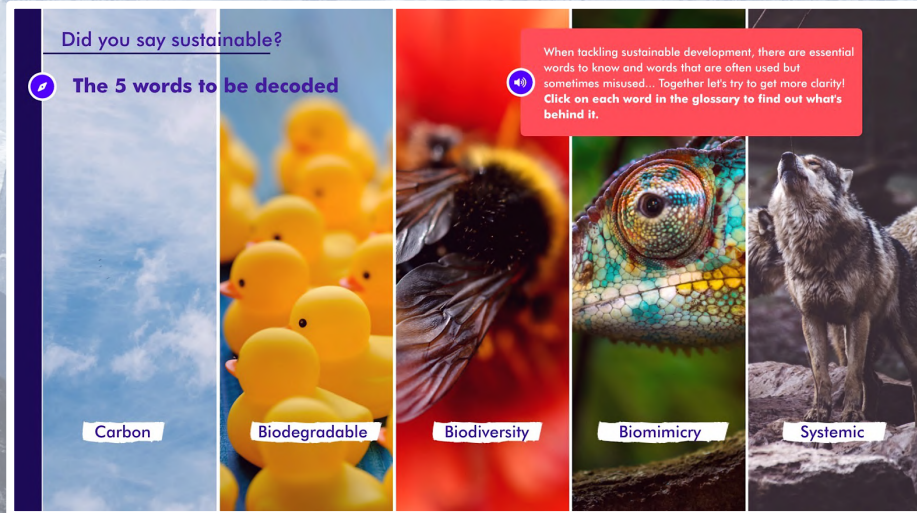 Did you say sustainable?
The 5 words to be decoded
When tackling sustainable development, there are essential
words to know and words that are often used but
sometimes misused... Together let's try to get more clarity!
Click on each word in the glossary to find out what's
behind it.
Carbon
Biodegradable
Biodiversity
Biomimicry
Systemic